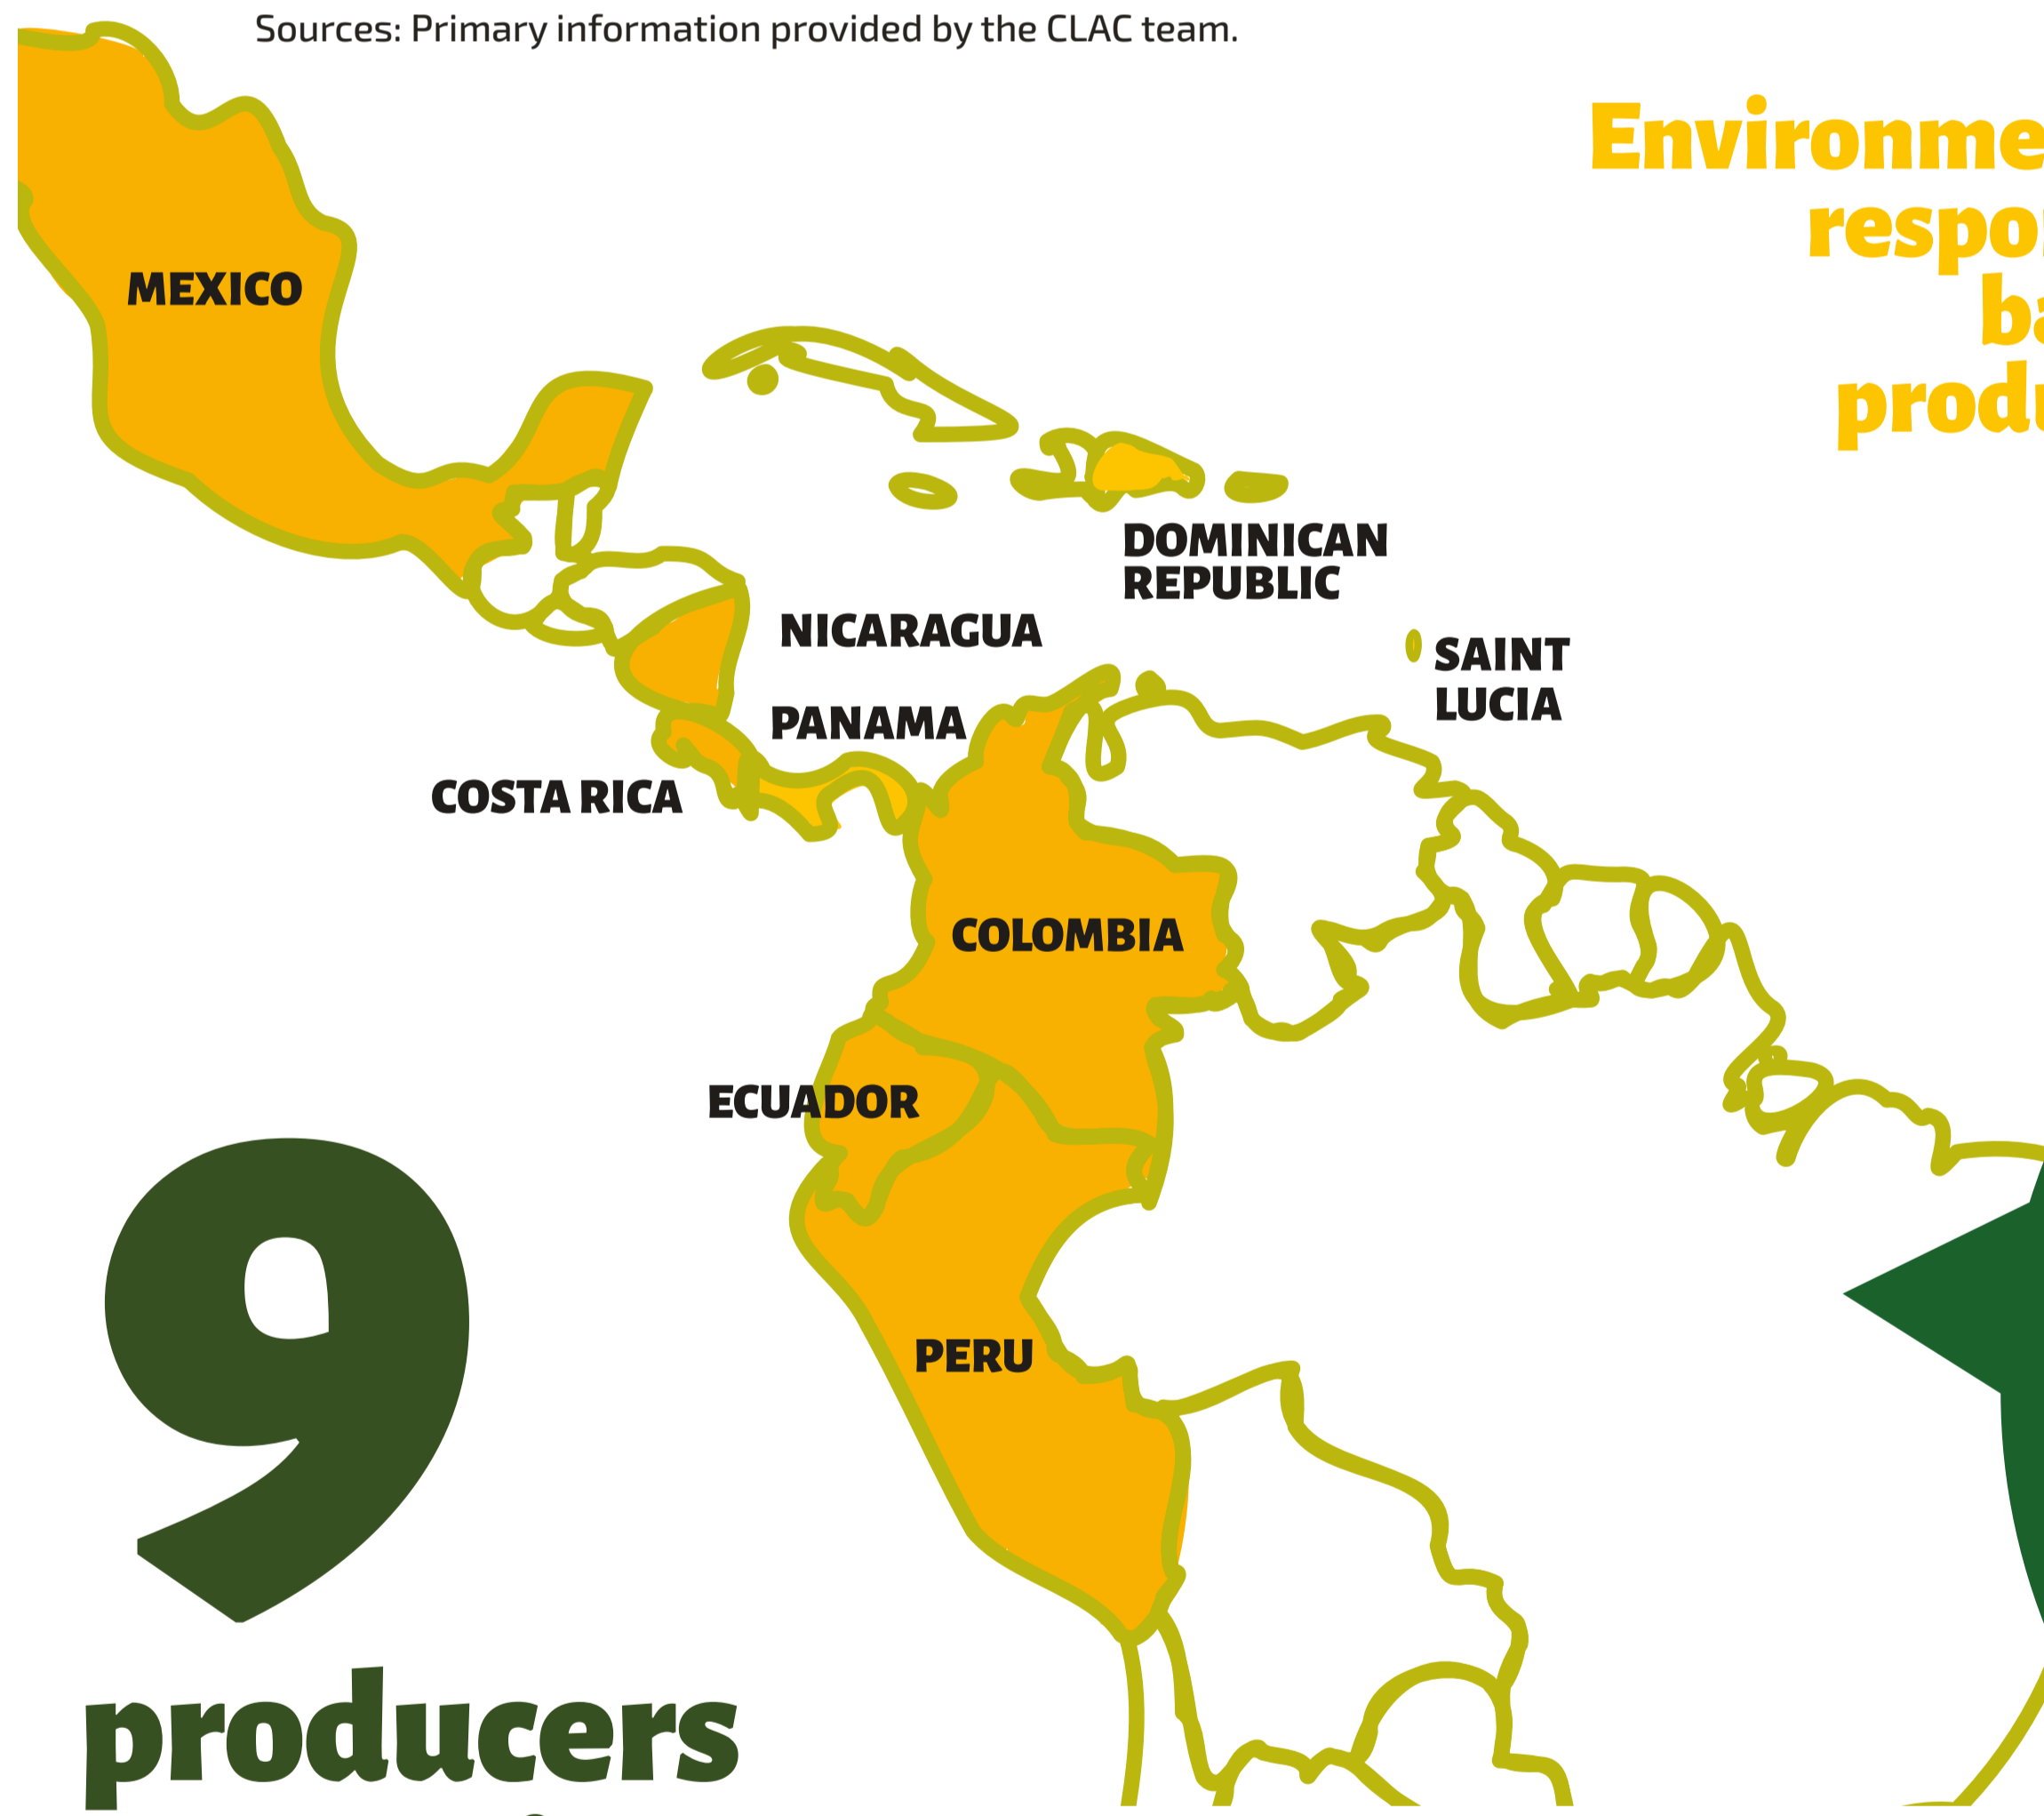 Sources: Primary information provided by the CLAC team.
MEXICO
DOMINICAN
REPUBLIC
NICARAGUA
SAINT
LUCIA
PANAMA
COSTA RICA
COLOMBIA
ECUADOR
PERU
9
producers